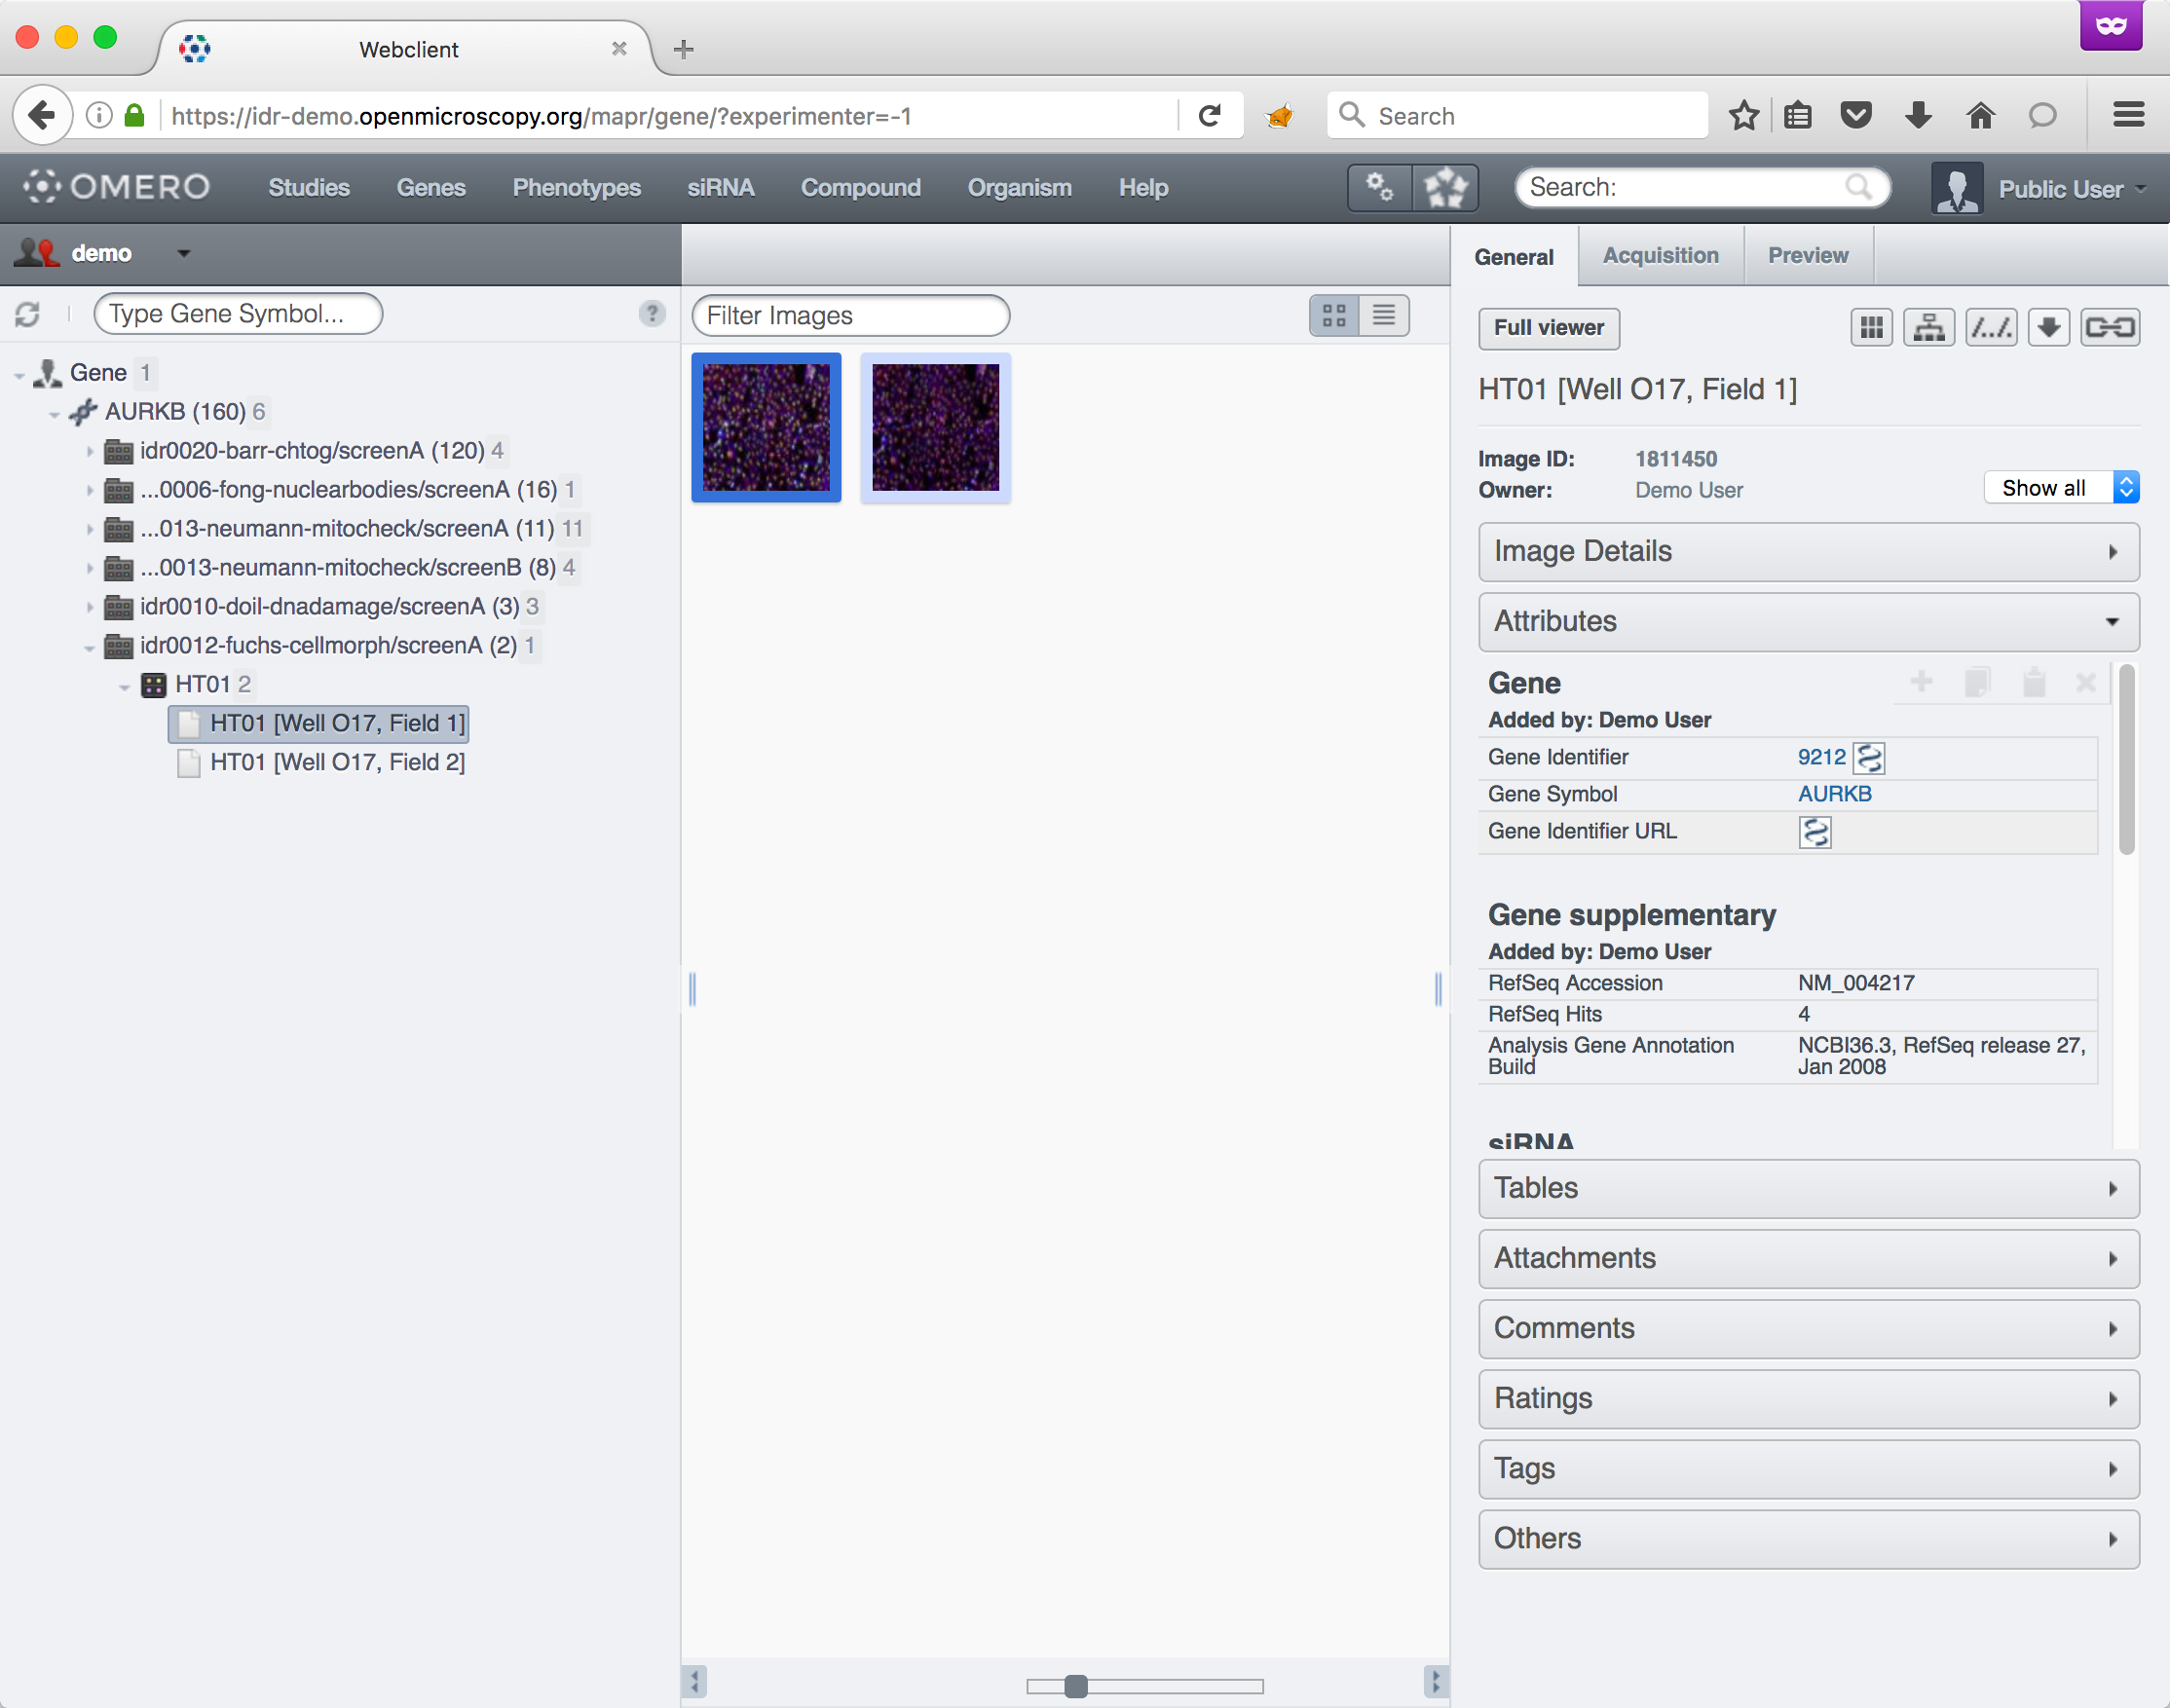 Webclient
https://idr-demo.openmicroscopy.org/mapr/gene/?experimenter=-1
Search
OMERO
Studies
Genes
Phenotypes
siRNA
Compound
Organism
Help
Search:
Public User
demo
Type Gene Symbol...
?
Gene 1
AURKB (160) 6
idr0020-barr-chtog/screenA (120) 4
...0006-fong-nuclearbodies/screenA (16) 1
...013-neumann-mitocheck/screenA (11) 11
...0013-neumann-mitocheck/screenB (8) 4
idr0010-doil-dnadamage/screenA (3) 3
idr0012-fuchs-cellmorph/screenA (2) 1
HT01 2
HT01 [Well O17, Field 1]
HT01 [Well O17, Field 2]
Filter Images
General
Acquisition
Preview
Full viewer
/.../.
HT01 [Well O17, Field 1]
Image ID: 1811450
Owner: Demo User
Show all
Image Details
Attributes
Gene
Added by: Demo User
Gene Identifier 9212
Gene Symbol AURKB
Gene Identifier URL
Gene supplementary
Added by: Demo User
RefSeq Accession NM_004217
RefSeq Hits 4
Analysis Gene Annotation Build NCBI36.3, RefSeq release 27,
Jan 2008
siRNA
Tables
Attachments
Comments
Ratings
Tags
Others